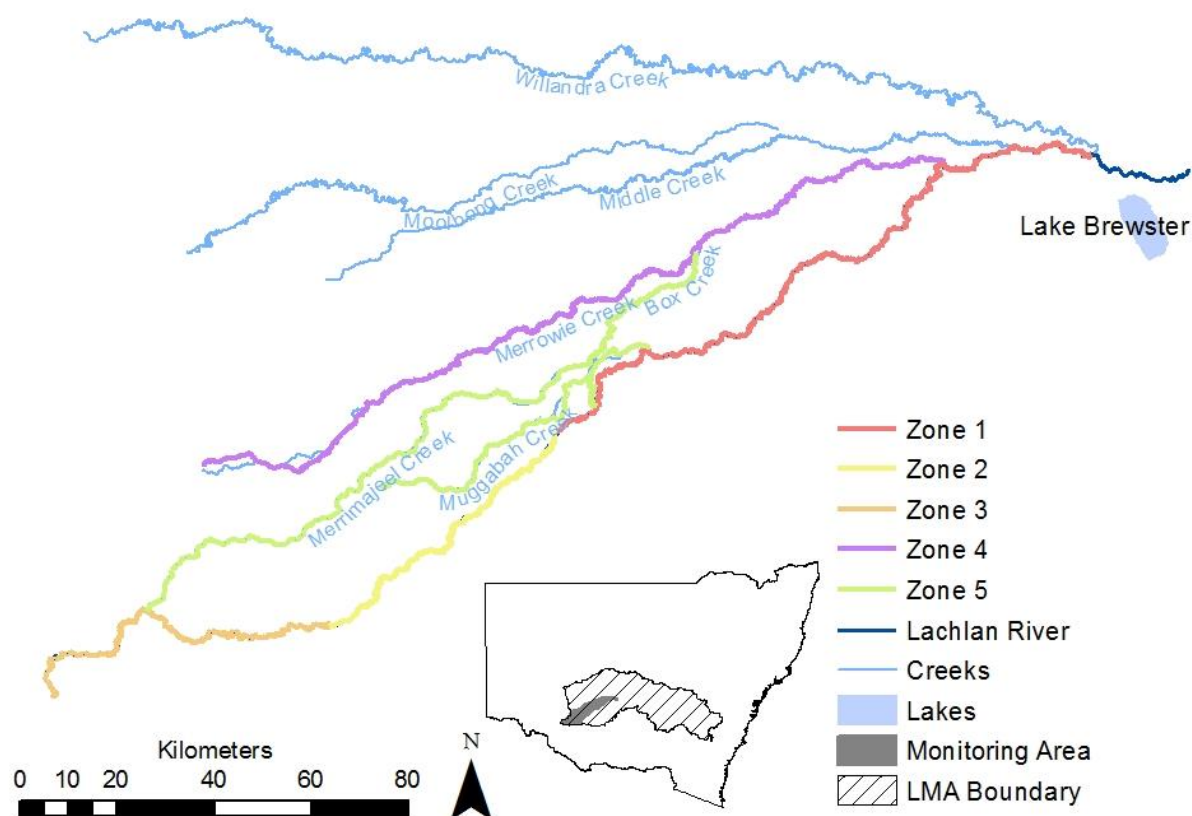 Willandra Creek
Moolbong Creek
Middle Creek
Lake Brewster
Box Creek
Merrowie Creek
Merrimajeel Creek
Muggabah Creek
Zone 1
Zone 2
Zone 3
Zone 4
Zone 5
Lachlan River
Creeks
Lakes
Monitoring Area
LMA Boundary
Kilometers
0 10 20 40 60 80
N